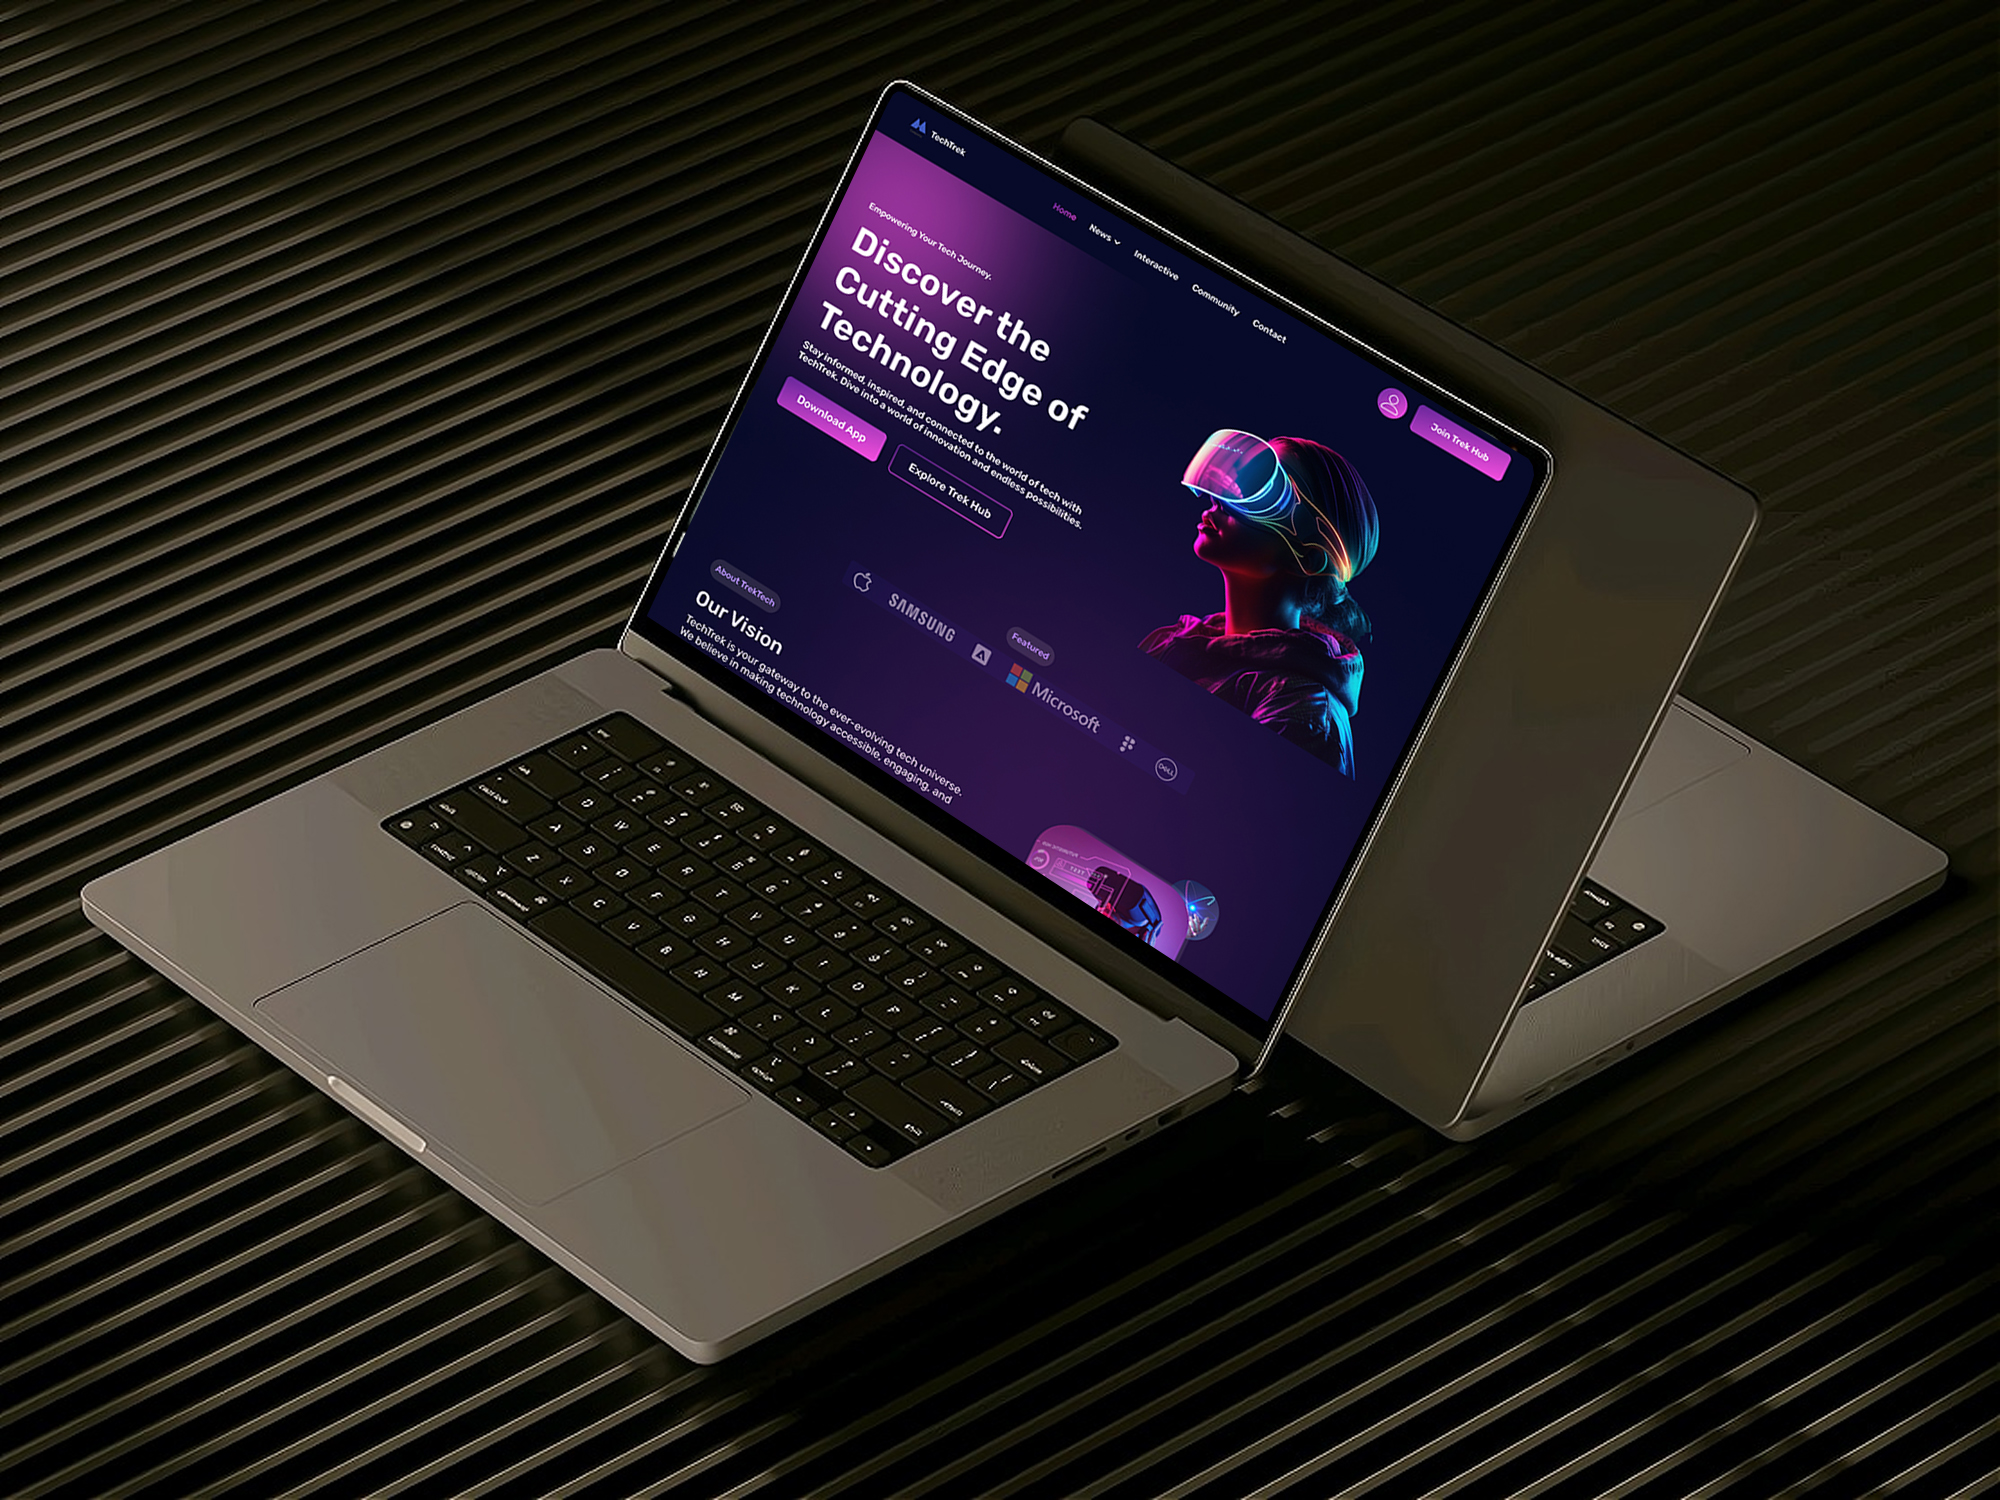 TechTrek
Home
News
Interactive
Community
Contact
Join Trek Hub
Empowering Your Tech Journey.
Discover the
Cutting Edge of
Technology.
Stay informed, inspired, and connected to the world of tech with
TechTrek. Dive into a world of innovation and endless possibilities.
Download App
Explore Trek Hub
Featured
SAMSUNG
Microsoft
DELL
About TrekTech
Our Vision
TechTrek is your gateway to the ever-evolving tech universe.
We believe in making technology accessible, engaging, and